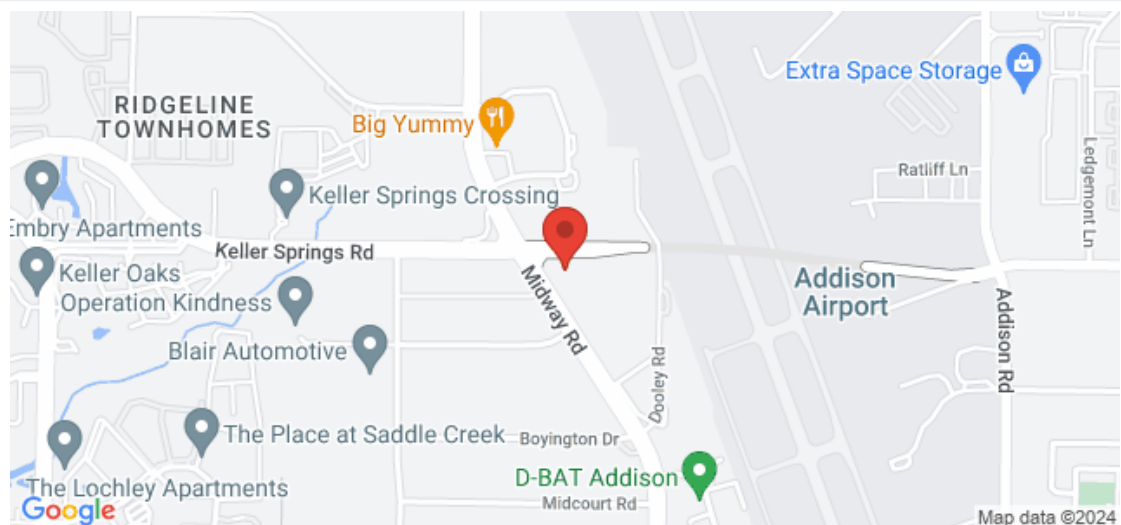 Extra Space Storage
RIDGELINE
TOWNHOMES
Big Yummy
Ratliff Ln
Ledgemont Ln
Keller Springs Crossing
Embry Apartments
Keller Springs Rd
Keller Oaks
Operation Kindness
Midway Rd
Addison
Airport
Addison Rd
Blair Automotive
Dooley Rd
The Place at Saddle Creek
Boyington Dr
D-BAT Addison
The Lochley Apartments
Midcourt Rd
Google
Map data ©2024